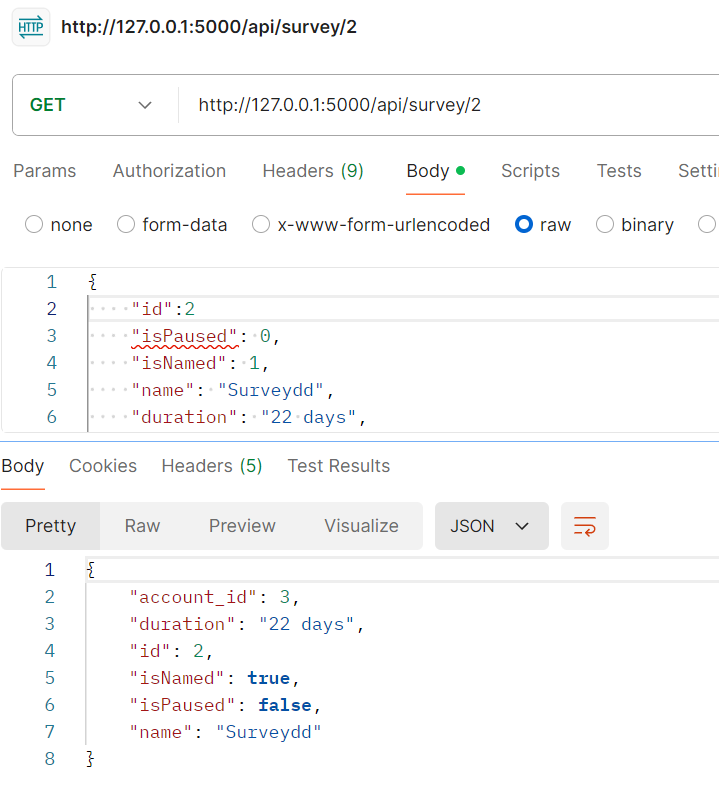 HTTP http://127.0.0.1:5000/api/survey/2
GET http://127.0.0.1:5000/api/survey/2
Params Authorization Headers (9) Body Scripts Tests Setti
none form-data x-www-form-urlencoded raw binary
1 {
2 "id":2
3 "isPaused": 0,
4 "isNamed": 1,
5 "name": "Surveydd",
6 "duration": "22 days",
Body Cookies Headers (5) Test Results
Pretty Raw Preview Visualize JSON
1 {
2 "account_id": 3,
3 "duration": "22 days",
4 "id": 2,
5 "isNamed": true,
6 "isPaused": false,
7 "name": "Surveydd"
8 }